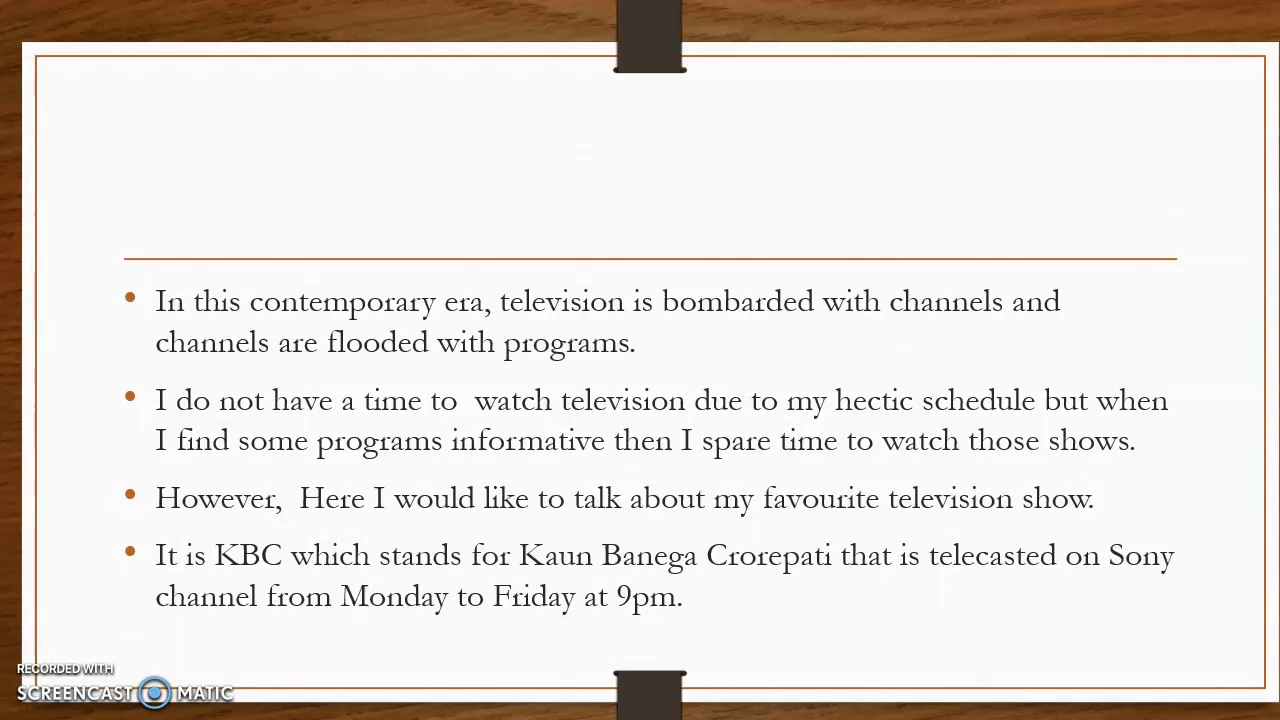 • In this contemporary era, television is bombarded with channels and
channels are flooded with programs.
• I do not have a time to  watch television due to my hectic schedule but when
I find some programs informative then I spare time to watch those shows.
• However,  Here I would like to talk about my favourite television show.
• It is KBC which stands for Kaun Banega Crorepati that is telecasted on Sony
channel from Monday to Friday at 9pm.
RECORDED WITH
SCREENCAST MATIC